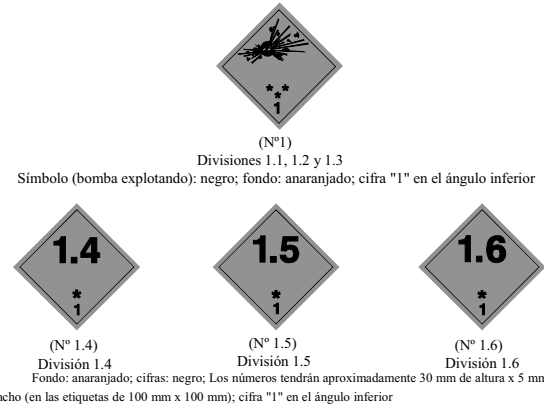 * *
*
1
(Nº1)
Divisiones 1.1, 1.2 y 1.3
Símbolo (bomba explotando): negro; fondo: anaranjado; cifra "1" en el ángulo inferior
1.4 1.5 1.6
* * *
1 1 1
(Nº 1.4) (Nº 1.5) (Nº 1.6)
División 1.4 División 1.5 División 1.6
Fondo: anaranjado; cifras: negro; Los números tendrán aproximadamente 30 mm de altura x 5 mm
ncho (en las etiquetas de 100 mm x 100 mm); cifra "1" en el ángulo inferior